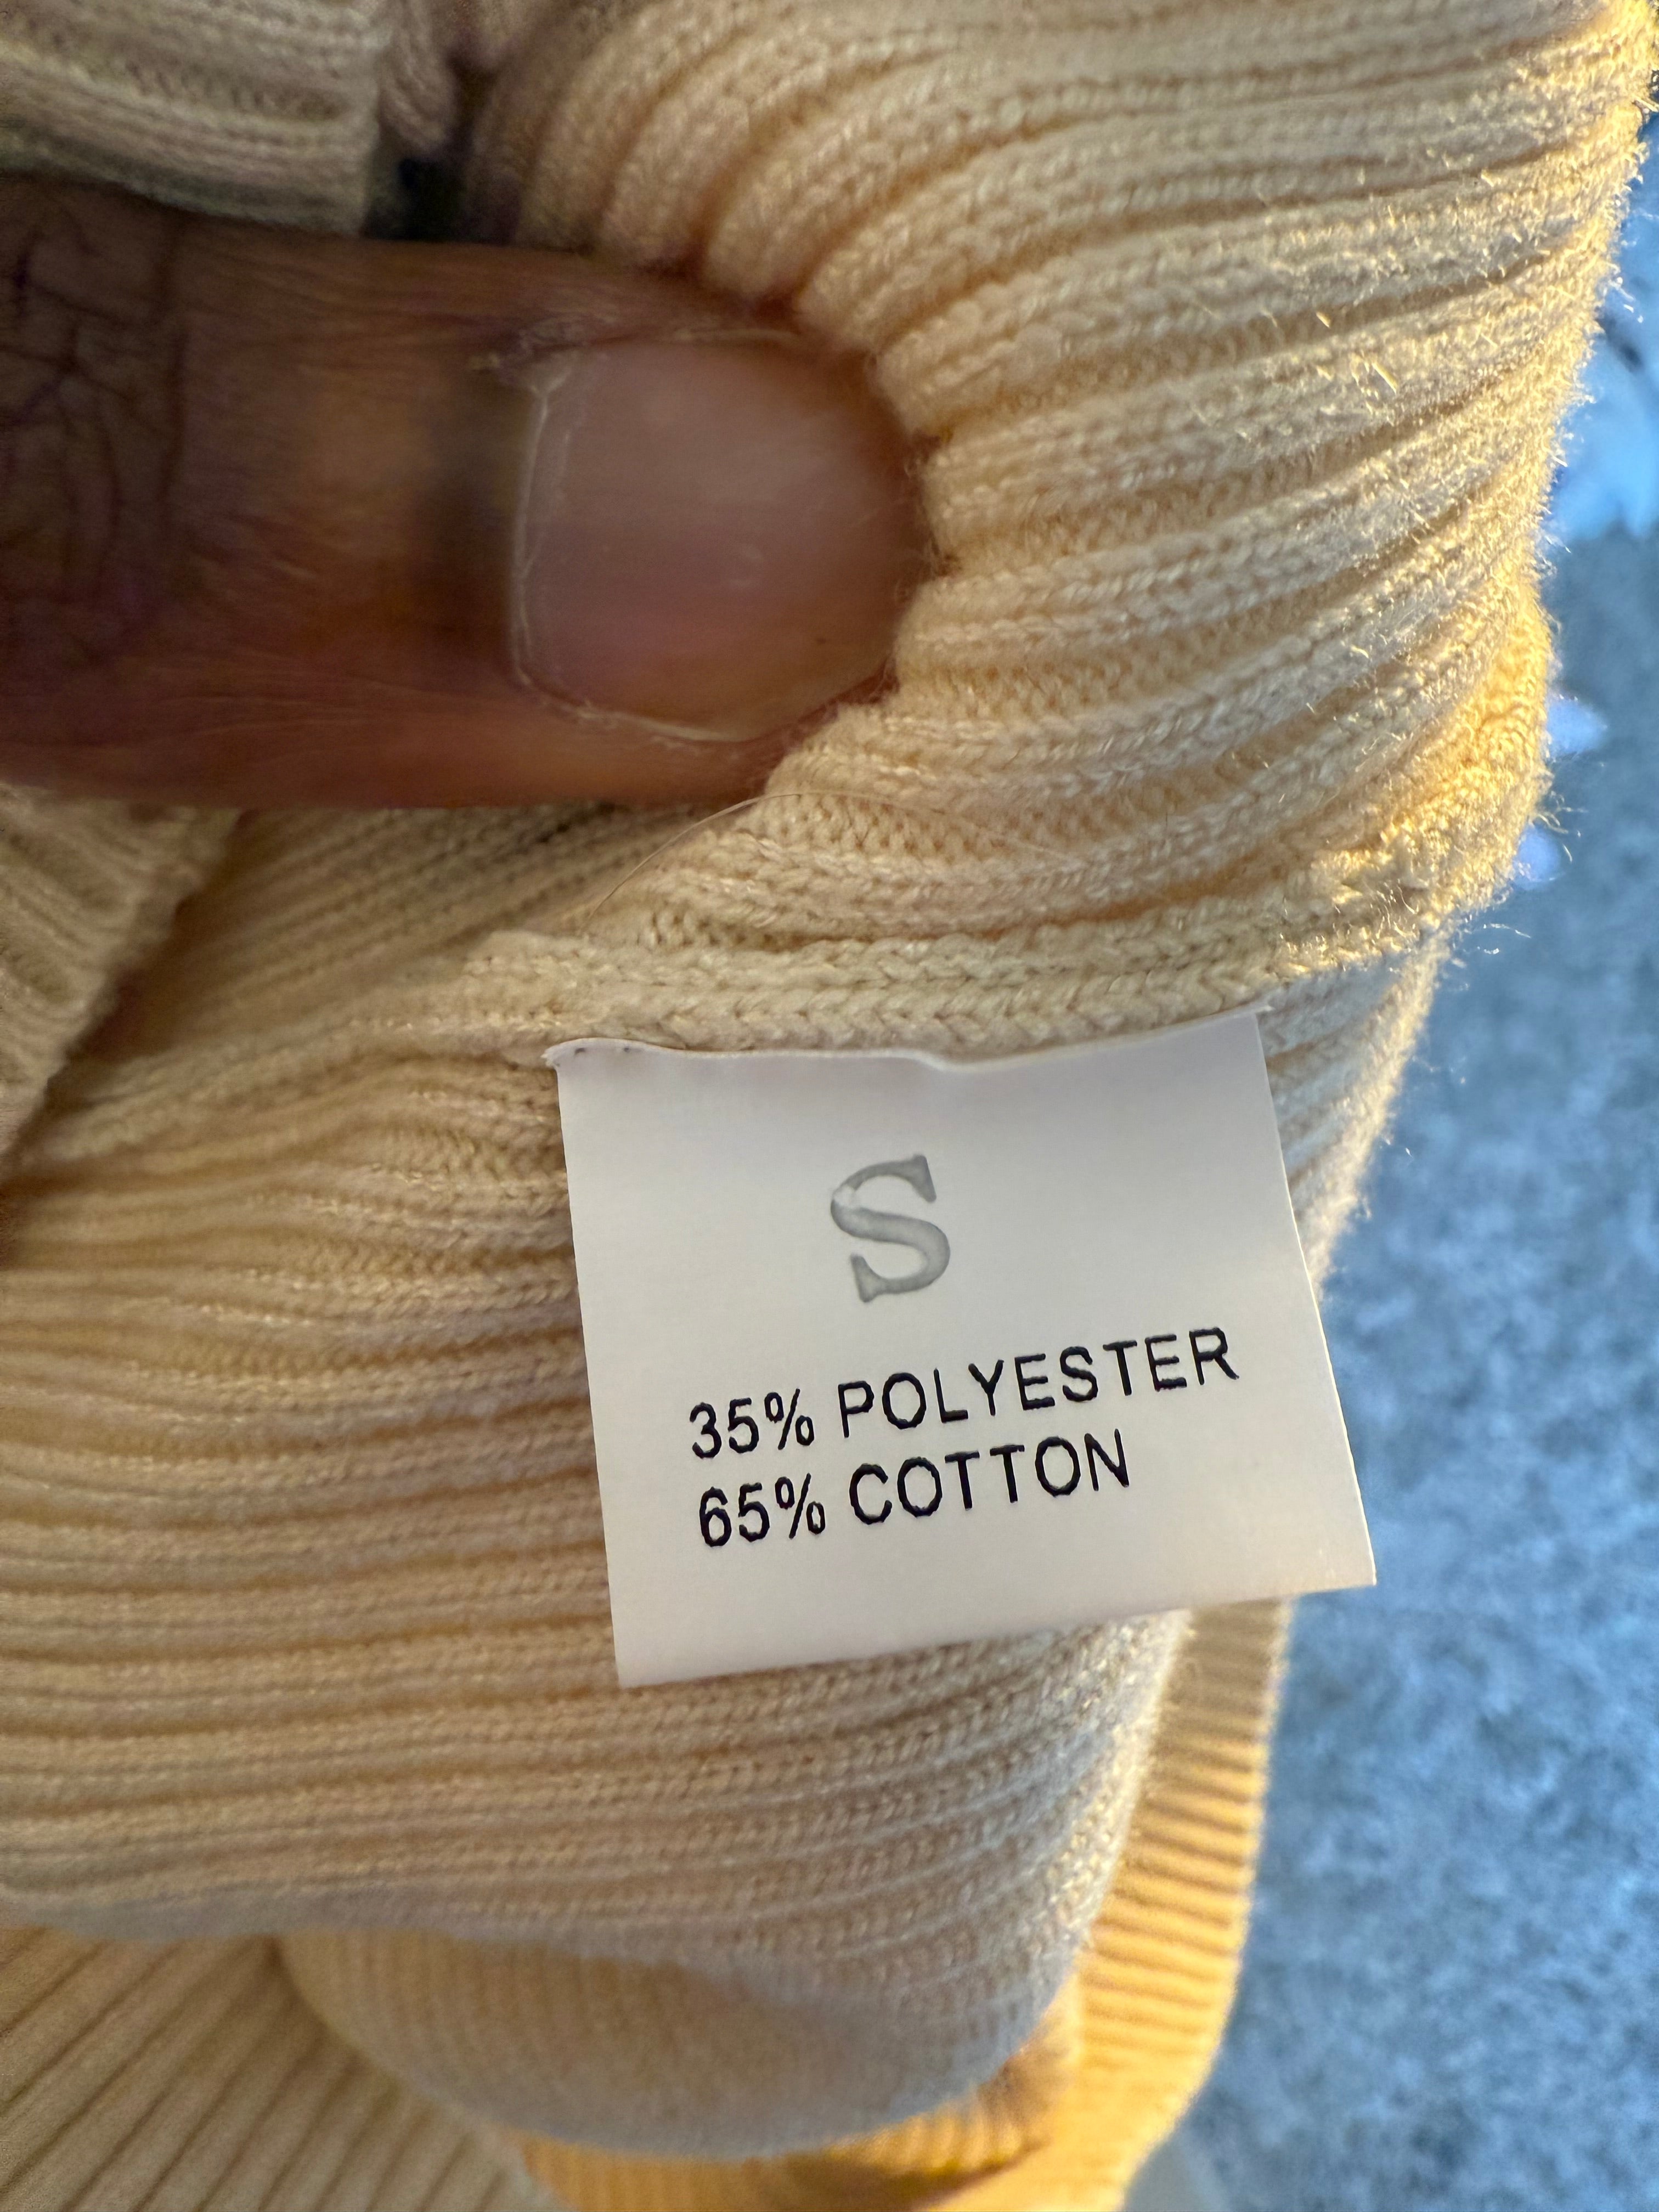 S
35% POLYESTER
65% COTTON